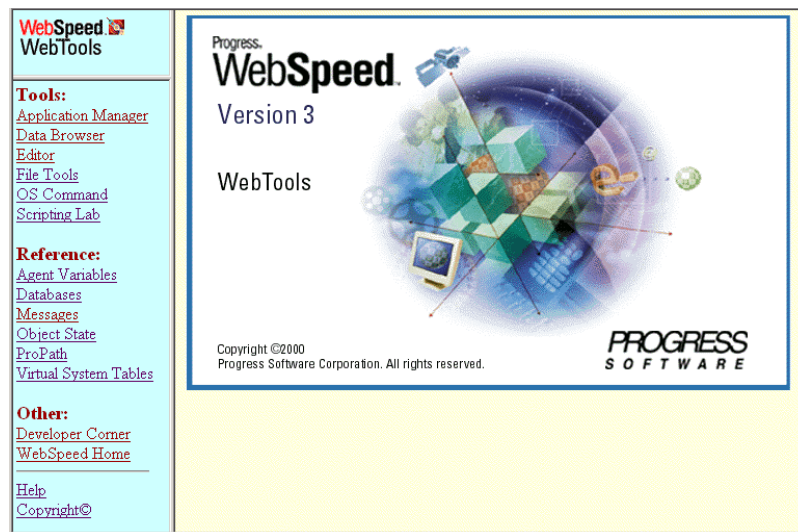 WebSpeed.
WebTools
Tools:
Application Manager
Data Browser
Editor
File Tools
OS Command
Scripting Lab
Reference:
Agent Variables
Databases
Messages
Object State
ProPath
Virtual System Tables
Other:
Developer Corner
WebSpeed Home
Help
Copyright©
Progress.
WebSpeed.
Version 3
WebTools
Copyright ©2000
Progress Software Corporation. All rights reserved.
PROGRESS
SOFTWARE